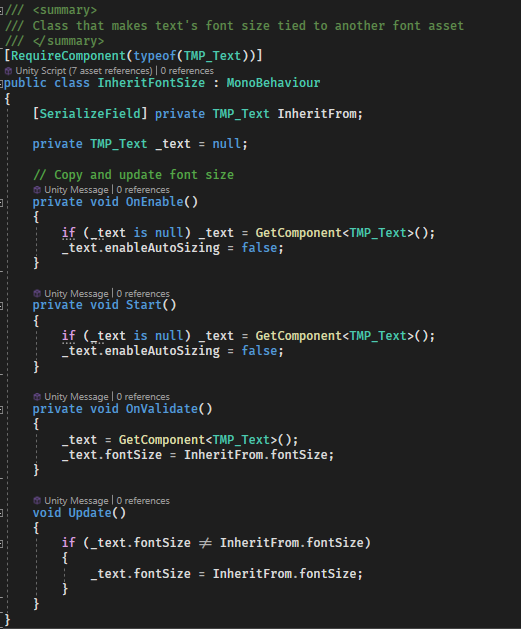 /// <summary>
/// Class that makes text's font size tied to another font asset
/// </summary>
[RequireComponent(typeof(TMP_Text))]
Unity Script (7 asset references) | 0 references
public class InheritFontSize : MonoBehaviour
{
[SerializeField] private TMP_Text InheritFrom;
private TMP_Text _text = null;
// Copy and update font size
Unity Message | 0 references
private void OnEnable()
{
if (_text is null) _text = GetComponent<TMP_Text>();
_text.enableAutoSizing = false;
}
Unity Message | 0 references
private void Start()
{
if (_text is null) _text = GetComponent<TMP_Text>();
_text.enableAutoSizing = false;
}
Unity Message | 0 references
private void OnValidate()
{
_text = GetComponent<TMP_Text>();
_text.fontSize = InheritFrom.fontSize;
}
Unity Message | 0 references
void Update()
{
if (_text.fontSize ≠ InheritFrom.fontSize)
{
_text.fontSize = InheritFrom.fontSize;
}
}
}